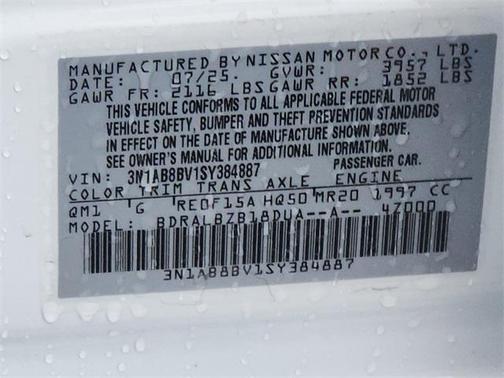 MANUFACTURED BY NISSAN MOTOR CO., LTD.
DATE: 07/25. GVWR: 3957 LBS
GAWR FR: 2116 LBS GAWR RR: 1852 LBS
THIS VEHICLE CONFORMS TO ALL APPLICABLE FEDERAL MOTOR
VEHICLE SAFETY, BUMPER AND THEFT PREVENTION STANDARDS
IN EFFECT ON THE DATE OF MANUFACTURE SHOWN ABOVE.
SEE OWNER'S MANUAL FOR ADDITIONAL INFORMATION.
VIN: 3N1AB8BV1SY384887 PASSENGER CAR.
COLOR TRIM TRANS AXLE ENGINE
QM1 G RE0F15A HQ50 MR20 1997 CC
MODEL: BDRALBZB18DUA--A-- 47000
3N1AB8BV1SY384887